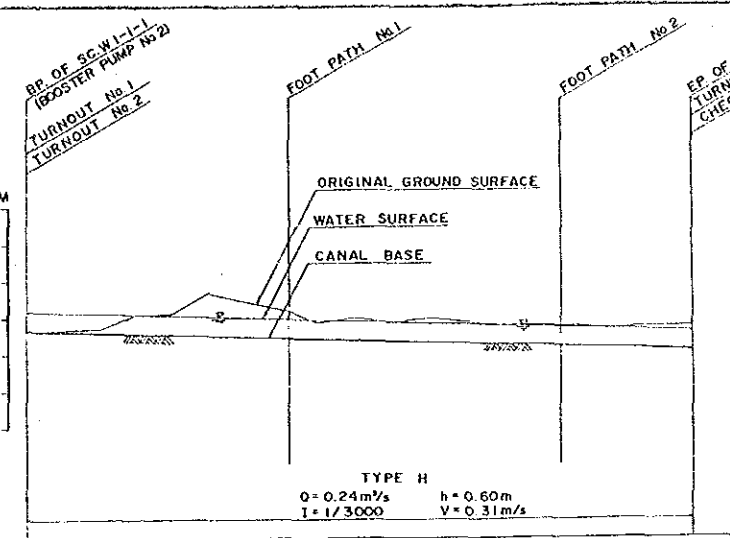 BP. OF SC.W1-1-1
(BOOSTER PUMP No.2)
TURNOUT No.1
TURNOUT No.2
FOOT PATH No.1
FOOT PATH No.2
EP. OF
TURN
CHEC
M
ORIGINAL GROUND SURFACE
WATER SURFACE
CANAL BASE
TYPE H
Q = 0.24m³/s h = 0.60m
I = 1/3000 V = 0.31m/s